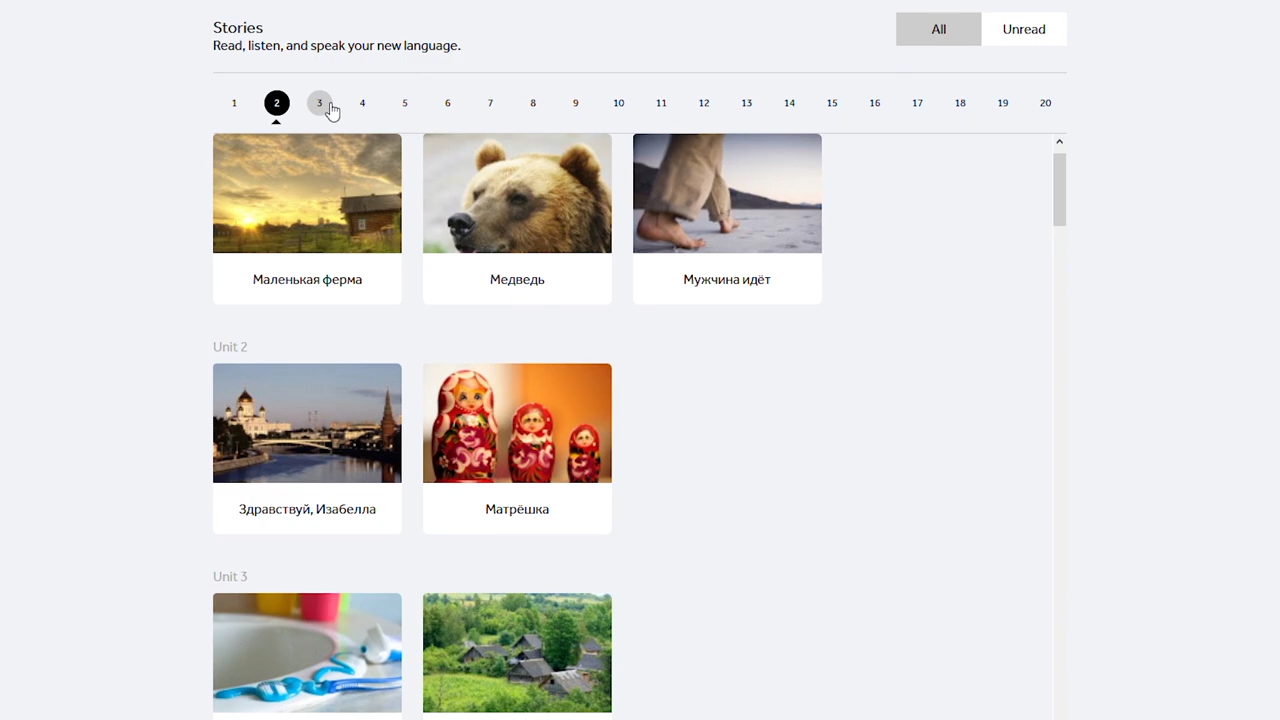 Stories
Read, listen, and speak your new language.
All Unread
1 2 3 4 5 6 7 8 9 10 11 12 13 14 15 16 17 18 19 20
Маленькая ферма Медведь Мужчина идёт
Unit 2
Здравствуй, Изабелла Матрёшка
Unit 3